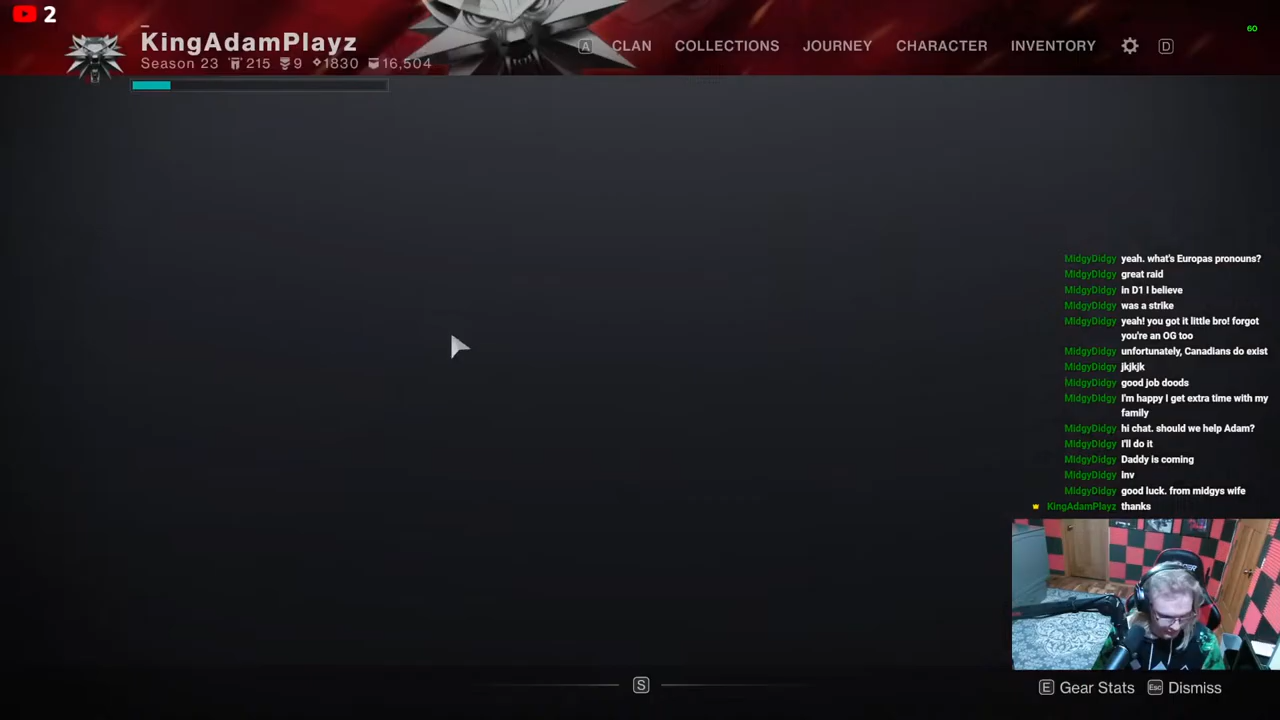 2
KingAdamPlayz
Season 23 215 9 1830 16,504
A CLAN COLLECTIONS JOURNEY CHARACTER INVENTORY D
60
MidgyDidgy yeah. what's Europas pronouns?
MidgyDidgy great raid
MidgyDidgy in D1 I believe
MidgyDidgy was a strike
MidgyDidgy yeah! you got it little bro! forgot
you're an OG too
MidgyDidgy unfortunately, Canadians do exist
MidgyDidgy jkjkjk
MidgyDidgy good job doods
MidgyDidgy I'm happy I get extra time with my
family
MidgyDidgy hi chat. should we help Adam?
MidgyDidgy I'll do it
MidgyDidgy Daddy is coming
MidgyDidgy inv
MidgyDidgy good luck. from midgys wife
KingAdamPlayz thanks
S
E Gear Stats Esc Dismiss